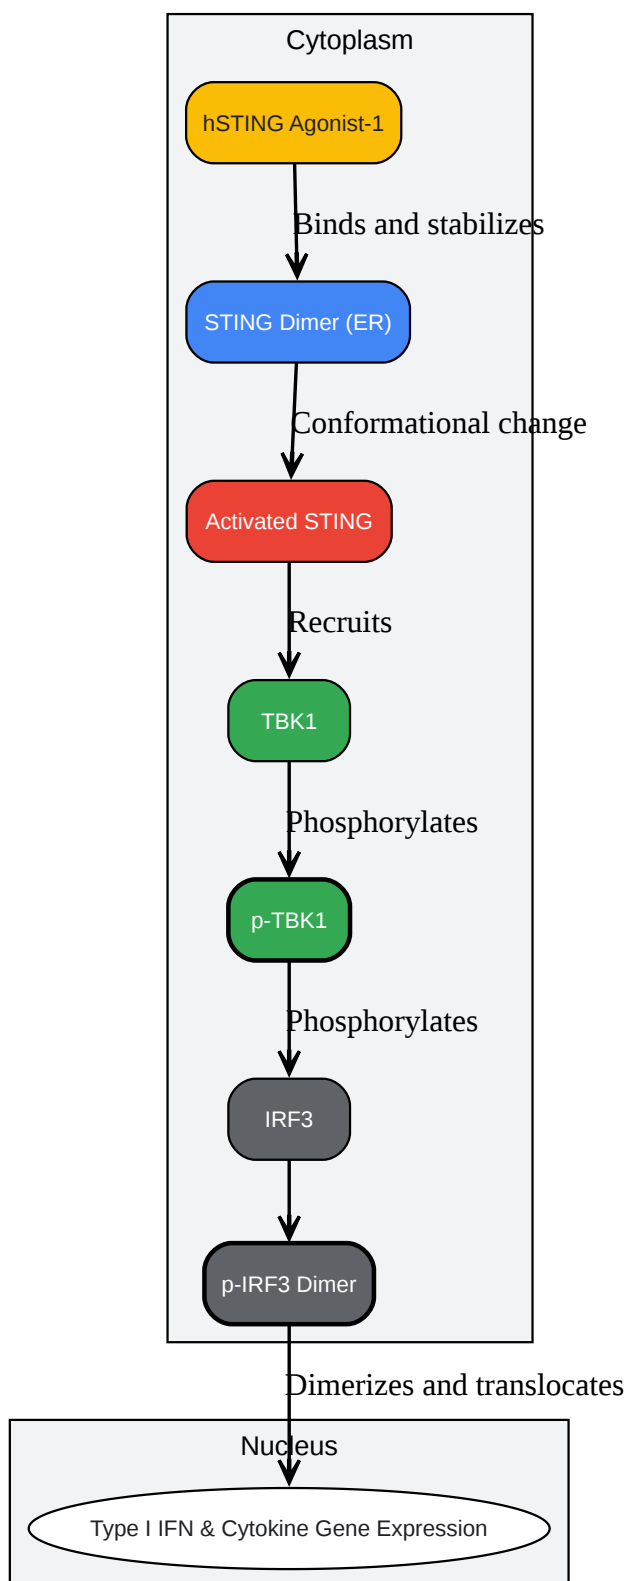 Cytoplasm
hSTING Agonist-1
Binds and stabilizes
STING Dimer (ER)
Conformational change
Activated STING
Recruits
TBK1
Phosphorylates
p-TBK1
Phosphorylates
IRF3
p-IRF3 Dimer
Dimerizes and translocates
Nucleus
Type I IFN & Cytokine Gene Expression